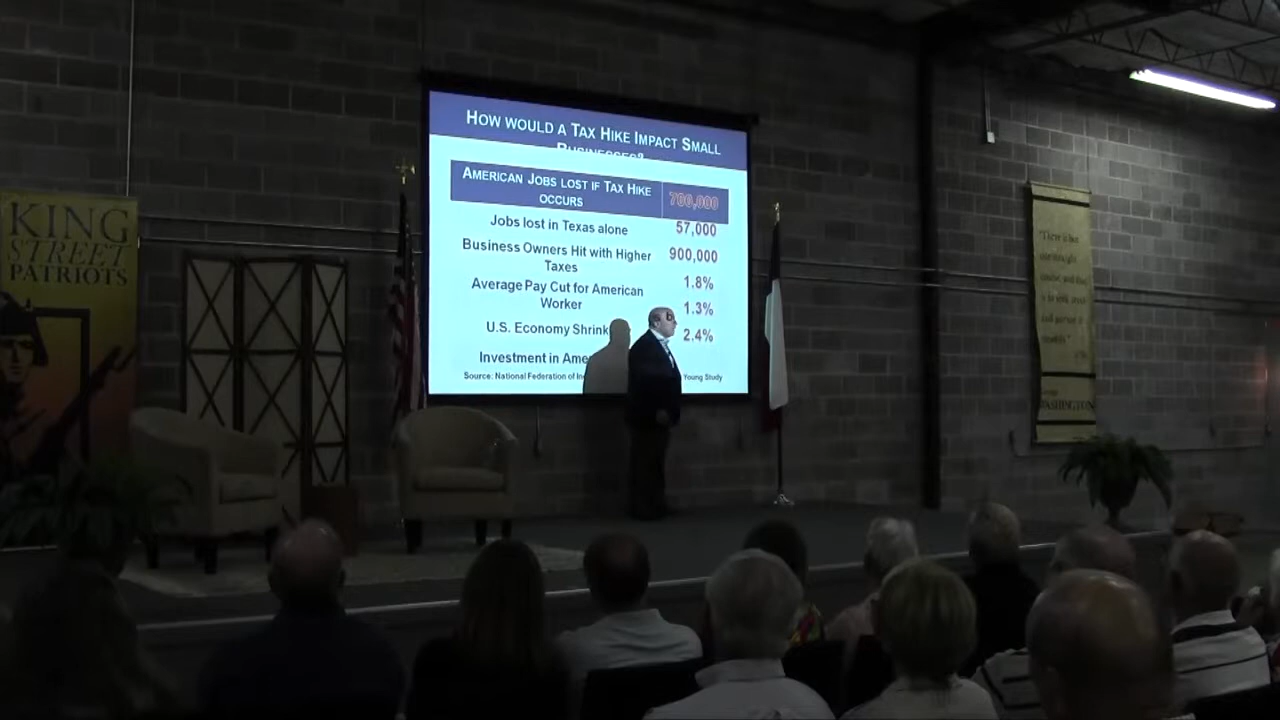 KING
STREET
PATRIOTS
HOW WOULD A TAX HIKE IMPACT SMALL
BUSINESSES?
AMERICAN JOBS LOST IF TAX HIKE
OCCURS
700,000
Jobs lost in Texas alone
57,000
Business Owners Hit with Higher
Taxes
900,000
Average Pay Cut for American
Worker
1.8%
1.3%
U.S. Economy Shrink
2.4%
Investment in Ame
Source: National Federation of In
Young Study
WASHINGTON